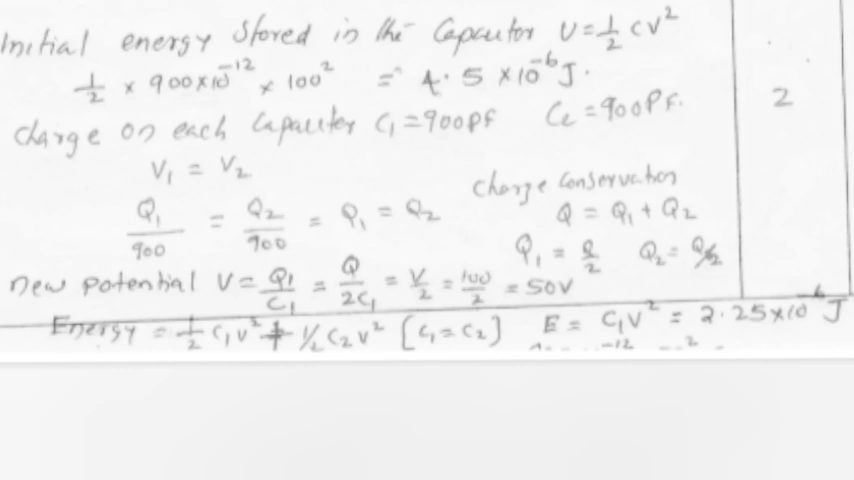 Initial energy Stored in the Capacitor U = 1/2 CV²
1/2 × 900×10⁻¹² × 100² = 4.5 × 10⁻⁶ J.
2
Charge on each Capacitor C₁ = 900pF C₂ = 900PF.
V₁ = V₂
Charge Conservation
Q₁/900 = Q₂/900 = Q₁ = Q₂
Q = Q₁ + Q₂
Q₁ = Q/2 Q₂ = Q/2
new potential V = Q₁/C₁ = Q/2C₁ = V/2 = 100/2 = 50V
Energy = 1/2 C₁V² + 1/2 C₂V² [C₁ = C₂] E = C₁V² = 2.25×10⁻⁶ J